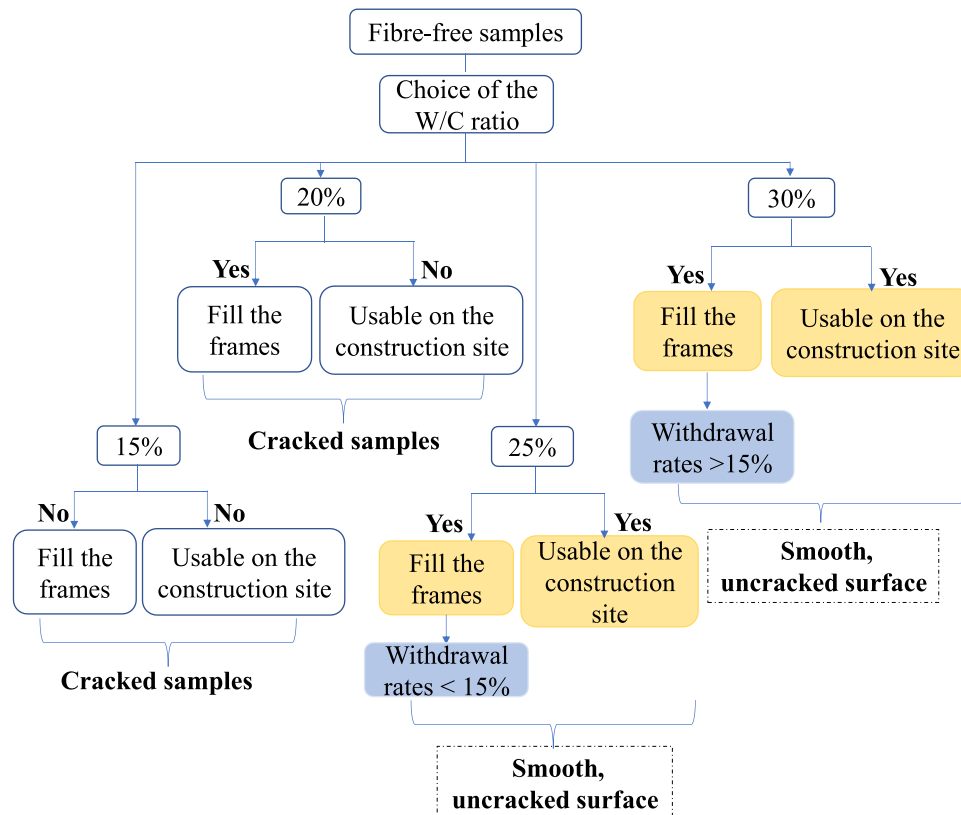 Fibre-free samples
Choice of the
W/C ratio
20%
30%
Yes
No
Yes
Yes
Fill the
frames
Usable on the
construction site
Fill the
frames
Usable on the
construction site
Cracked samples
15%
25%
Withdrawal
rates >15%
No
No
Yes
Yes
Fill the
frames
Usable on the
construction site
Fill the
frames
Usable on the
construction
site
Smooth,
uncracked surface
Cracked samples
Withdrawal
rates < 15%
Smooth,
uncracked surface